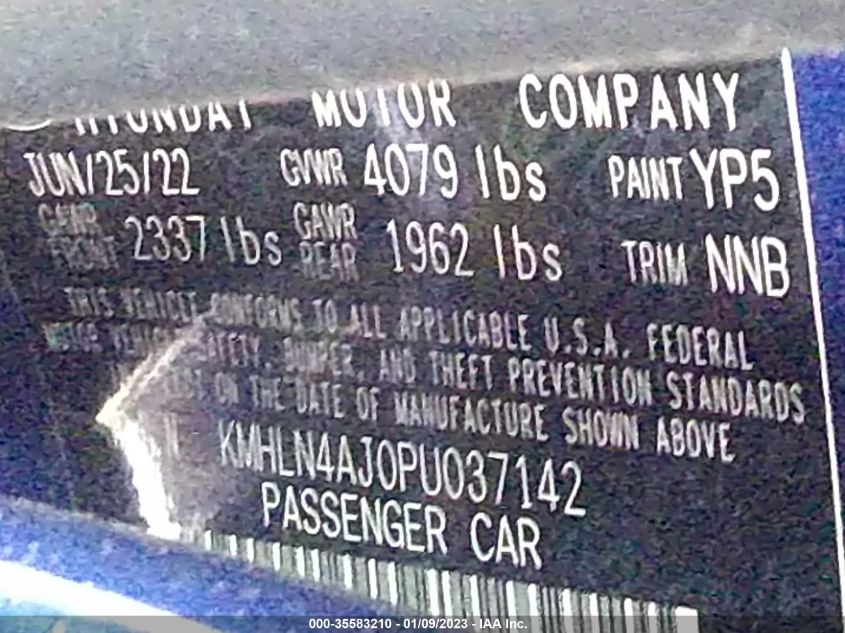 HYUNDAI MOTOR COMPANY
JUN/25/22 GVWR 4079 lbs PAINT YP5
GAWR FRONT 2337 lbs GAWR REAR 1962 lbs TRIM NNB
THIS VEHICLE CONFORMS TO ALL APPLICABLE U.S.A. FEDERAL
MOTOR VEHICLE SAFETY, BUMPER, AND THEFT PREVENTION STANDARDS
ON THE DATE OF MANUFACTURE SHOWN ABOVE
KMHLN4AJ0PU037142
PASSENGER CAR
000-35583210 - 01/09/2023 - IAA Inc.